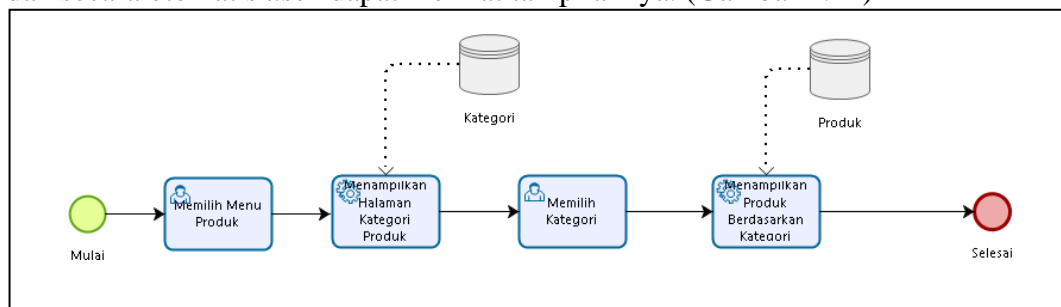 Kategori
Produk
Memilih Menu
Produk
Menampilkan
Halaman
Kategori
Produk
Memilih
Kategori
Menampilkan
Produk
Berdasarkan
Kategori
Mulai
Selesai